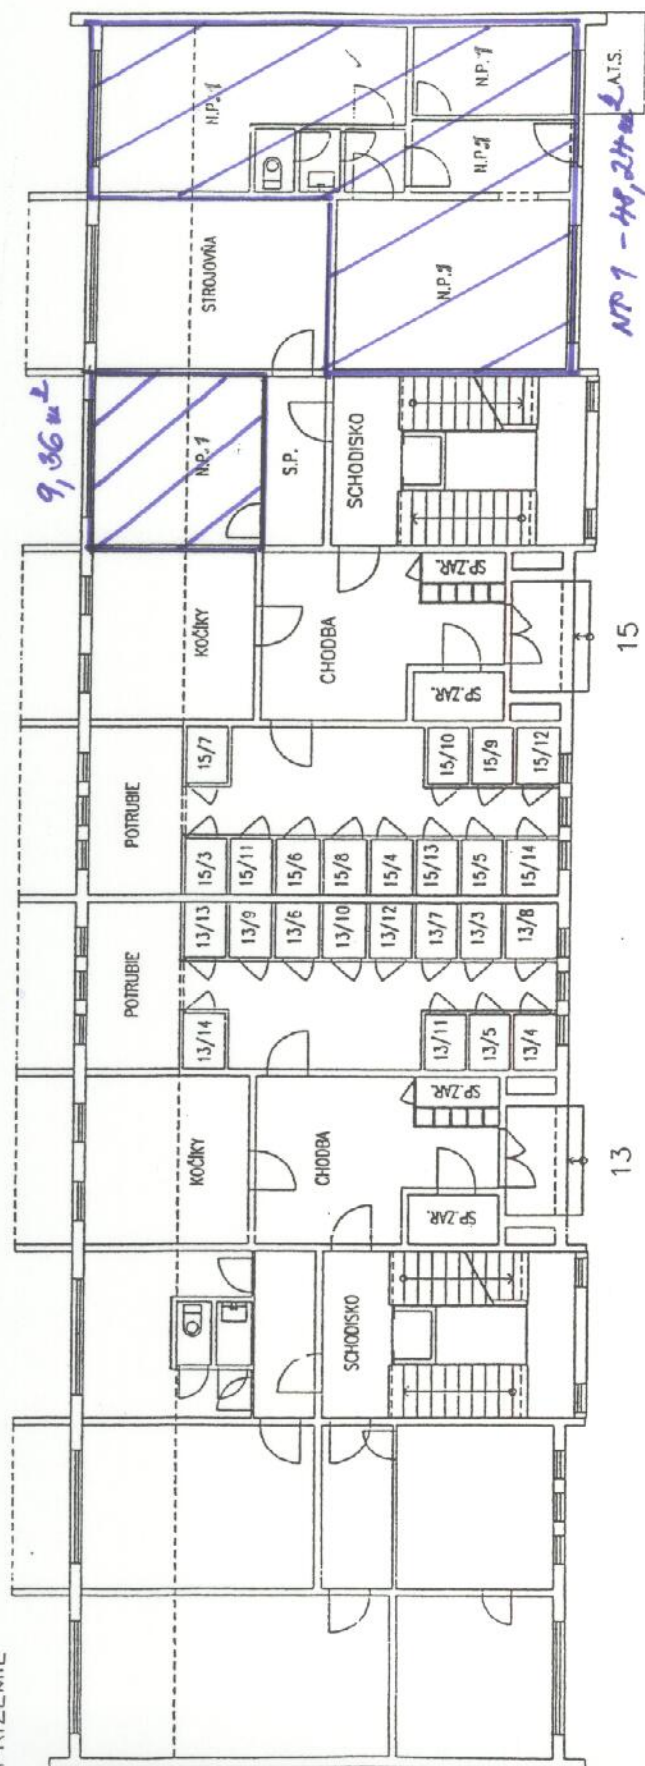 PRÍZEMIE
N.P. 1
N.P. 1
N.P. 1
A.T.S.
STROJOVŇA
N.P. 1
NP 1 - 48,24 m2
9,36 m2
N.P. 1
S.P.
SCHODISKO
KOČÍKY
CHODBA
SP.ZAR.
SP.ZAR.
15
POTRUBIE
15/7
15/10
15/9
15/12
15/3
15/11
15/6
15/8
15/4
15/13
15/5
15/14
POTRUBIE
13/13
13/9
13/6
13/10
13/12
13/7
13/3
13/8
13/14
13/11
13/5
13/4
KOČÍKY
CHODBA
SP.ZAR.
SP.ZAR.
13
SCHODISKO